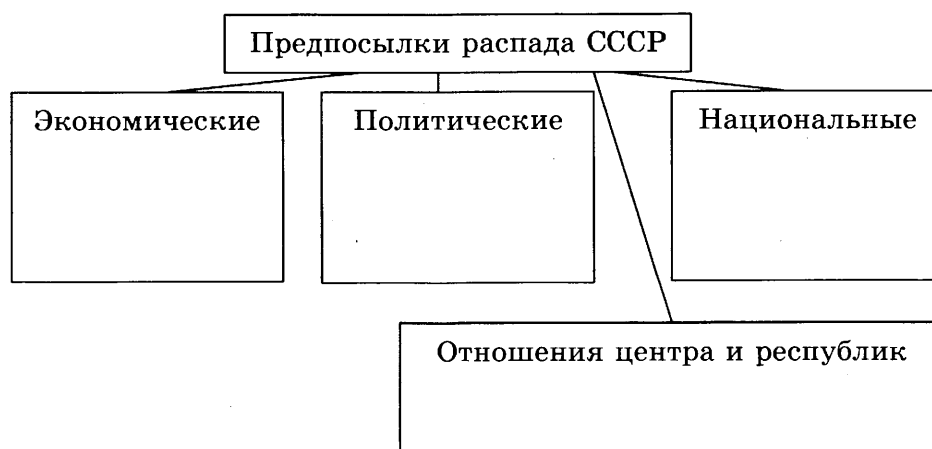 Предпосылки распада СССР
Экономические
Политические
Национальные
Отношения центра и республик